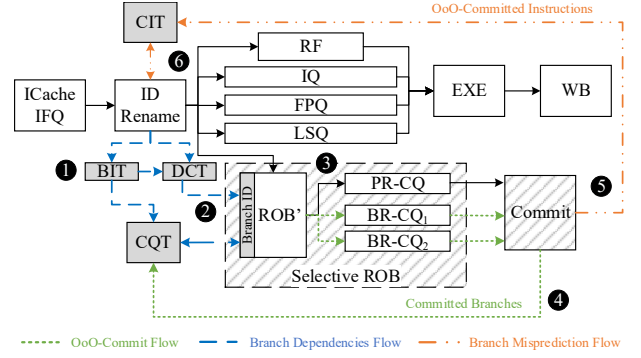 CIT
OoO-Committed Instructions
6
RF
ICache
IFQ
ID
Rename
IQ
FPQ
LSQ
EXE
WB
1
BIT
DCT
3
2
Branch ID
ROB'
PR-CQ
BR-CQ1
BR-CQ2
Commit
5
CQT
Selective ROB
4
Committed Branches
OoO-Commit Flow
Branch Dependencies Flow
Branch Misprediction Flow